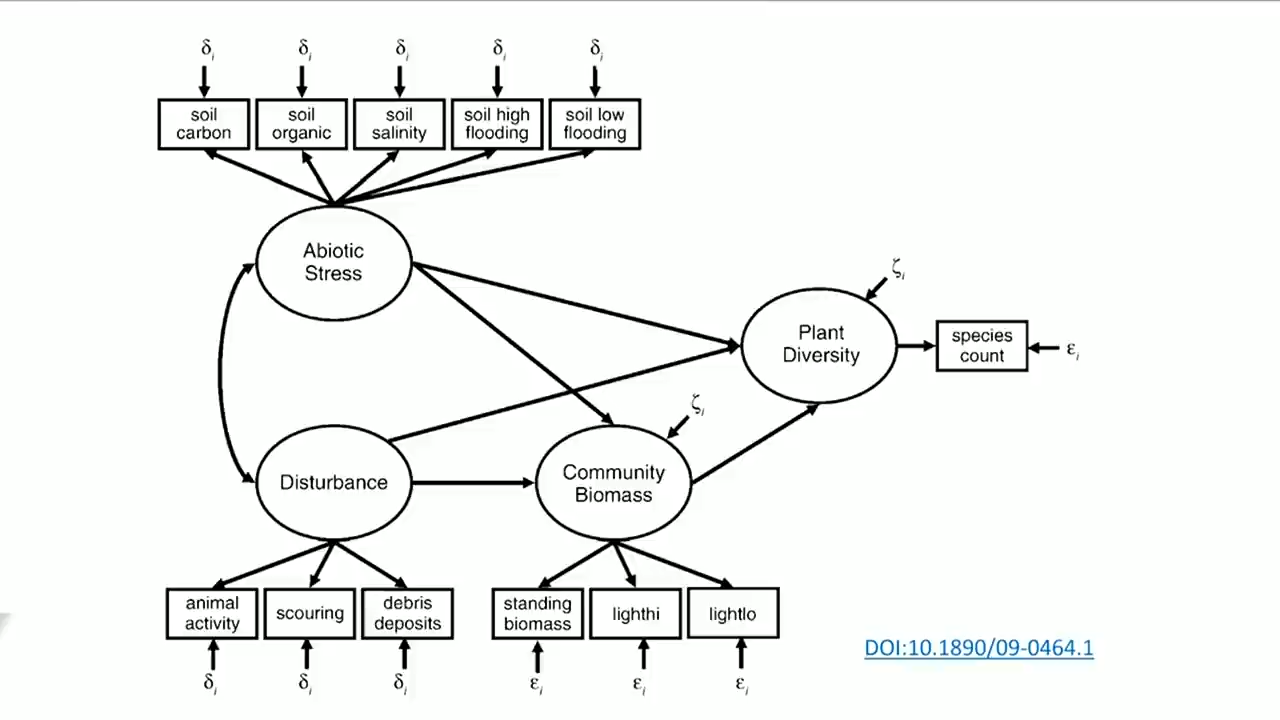 δi δi δi δi δi
soil carbon
soil organic
soil salinity
soil high flooding
soil low flooding
Abiotic
Stress
ζi
Plant
Diversity
species
count
εi
ζi
Disturbance
Community
Biomass
animal
activity
scouring
debris
deposits
standing
biomass
lighthi
lightlo
δi δi δi εi εi εi
DOI:10.1890/09-0464.1